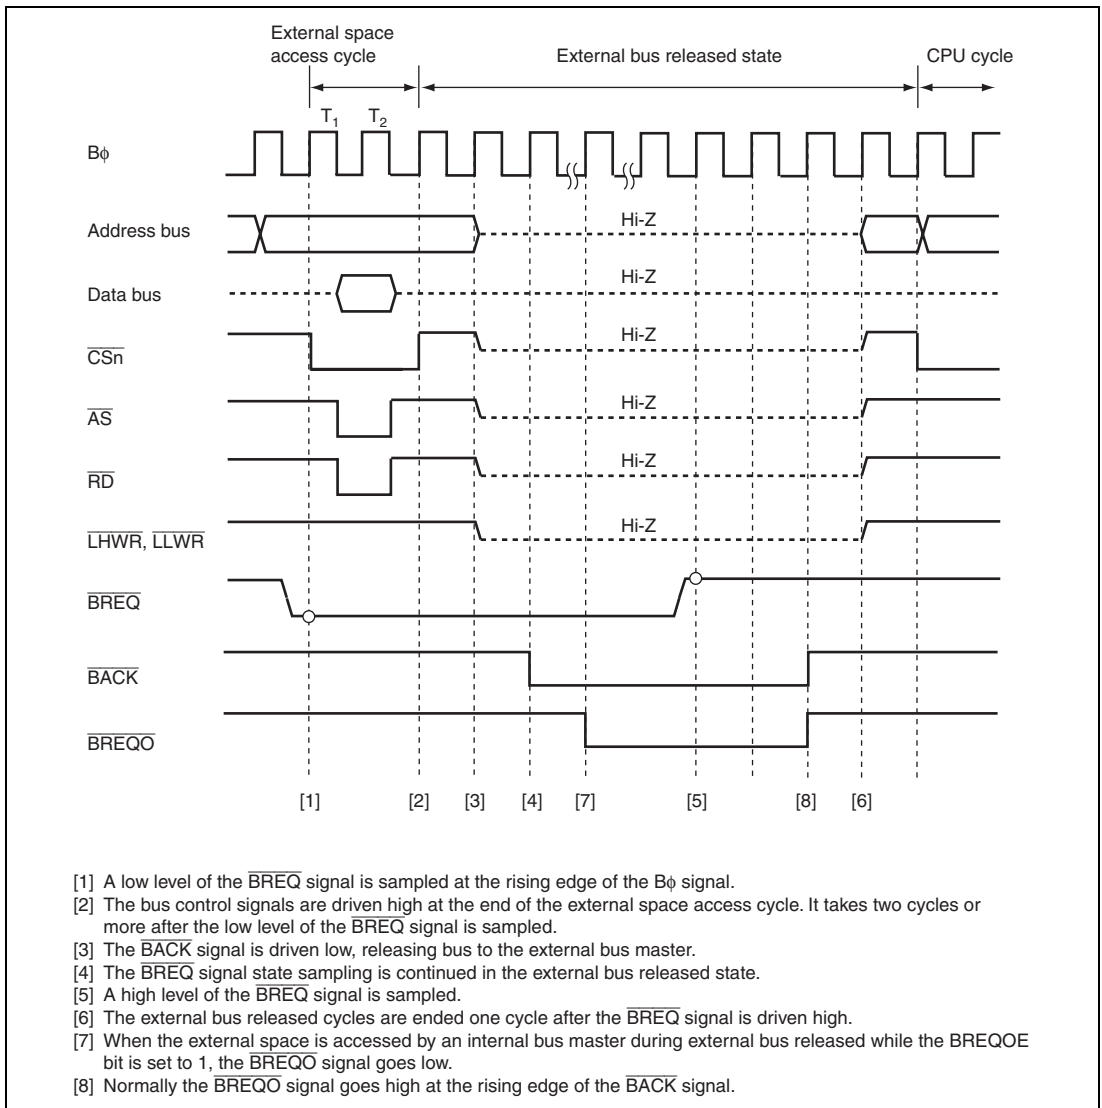 External space
access cycle
External bus released state
CPU cycle
T1
T2
Bϕ
Address bus
Hi-Z
Data bus
Hi-Z
CSn
Hi-Z
AS
Hi-Z
RD
Hi-Z
LHWR, LLWR
Hi-Z
BREQ
BACK
BREQO
[1] [2] [3] [4] [7] [5] [8] [6]
[1] A low level of the BREQ signal is sampled at the rising edge of the Bϕ signal.
[2] The bus control signals are driven high at the end of the external space access cycle. It takes two cycles or
more after the low level of the BREQ signal is sampled.
[3] The BACK signal is driven low, releasing bus to the external bus master.
[4] The BREQ signal state sampling is continued in the external bus released state.
[5] A high level of the BREQ signal is sampled.
[6] The external bus released cycles are ended one cycle after the BREQ signal is driven high.
[7] When the external space is accessed by an internal bus master during external bus released while the BREQOE
bit is set to 1, the BREQO signal goes low.
[8] Normally the BREQO signal goes high at the rising edge of the BACK signal.